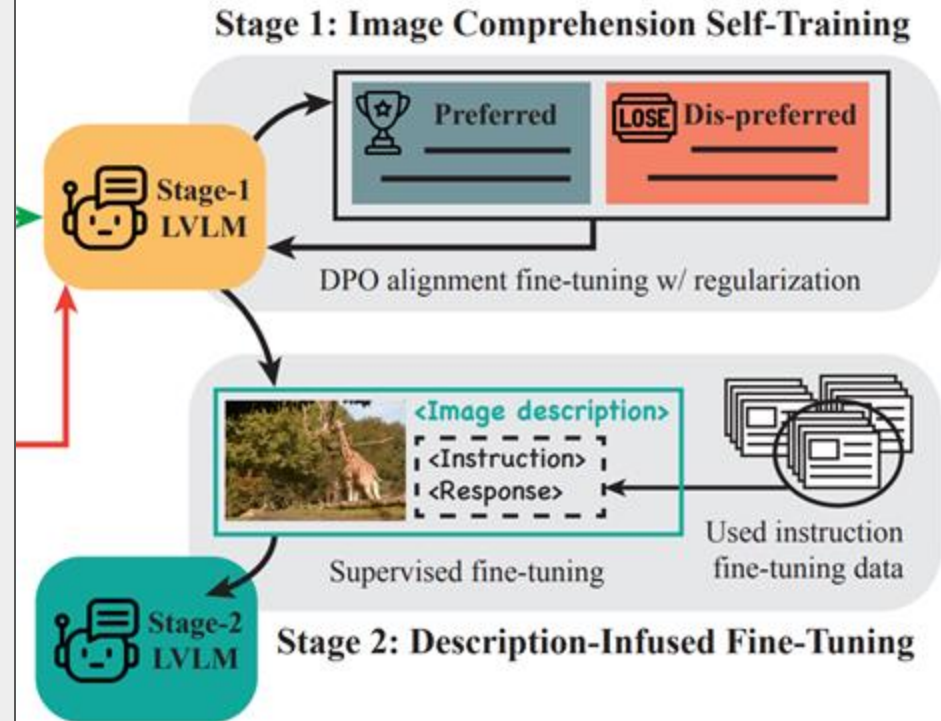 Stage 1: Image Comprehension Self-Training
Preferred
LOSE
Dis-preferred
Stage-1
LVLM
DPO alignment fine-tuning w/ regularization
<Image description>
<Instruction>
<Response>
Used instruction
fine-tuning data
Supervised fine-tuning
Stage-2
LVLM
Stage 2: Description-Infused Fine-Tuning